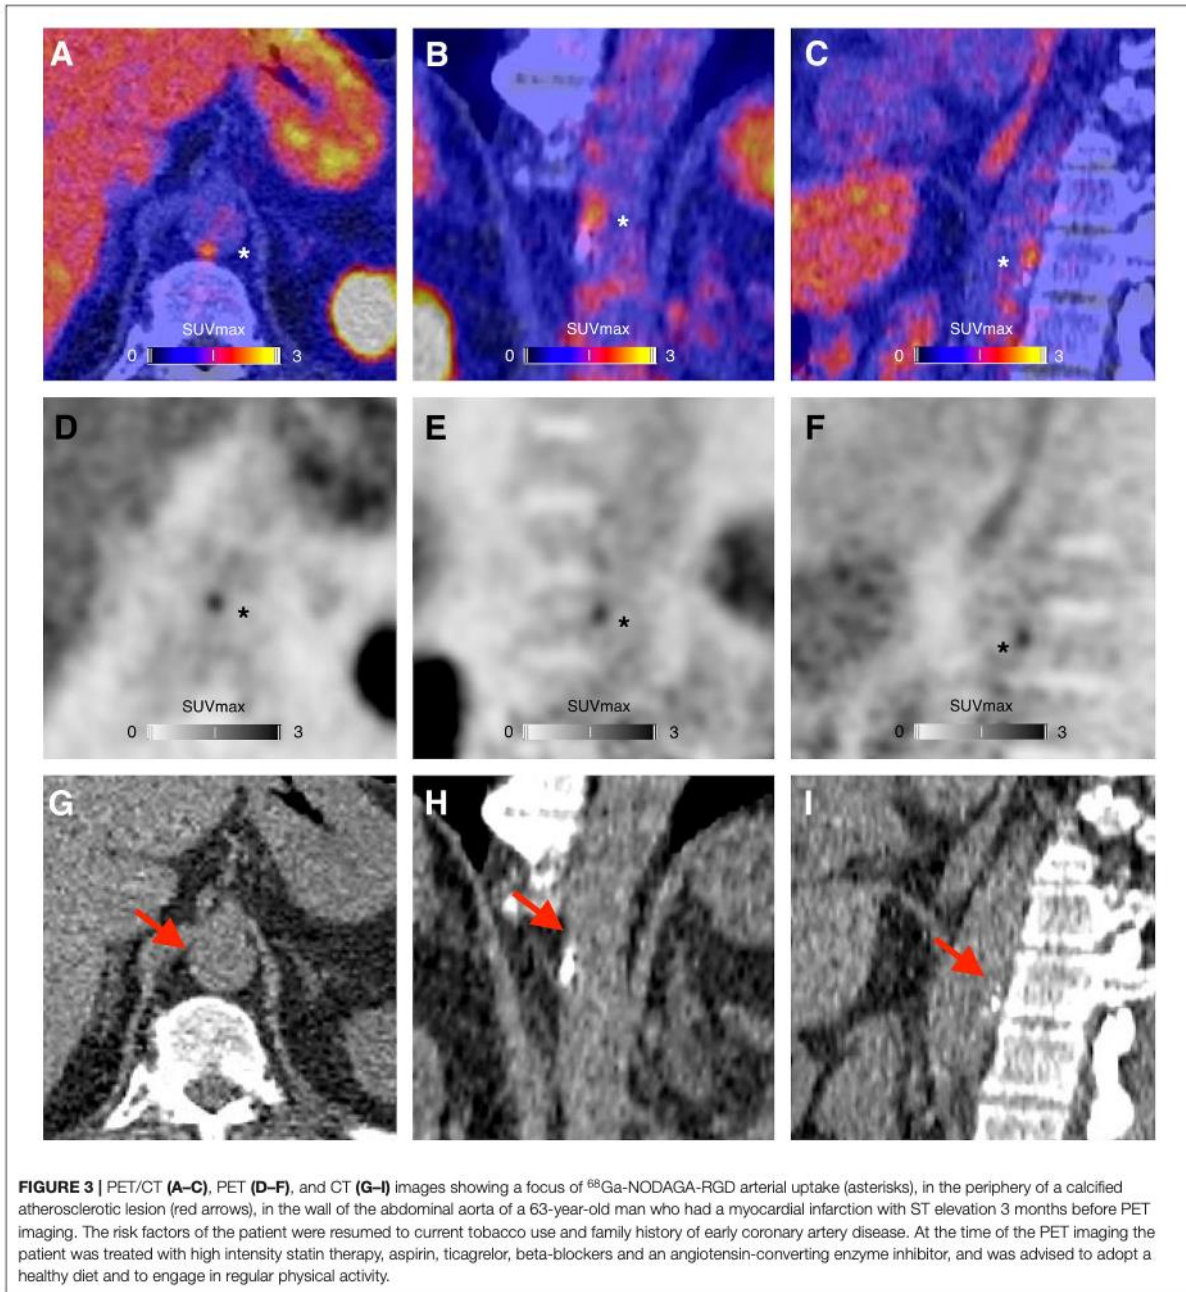 A
B
C
*
*
*
SUVmax
0 3
SUVmax
0 3
SUVmax
0 3
D
E
F
*
*
*
SUVmax
0 3
SUVmax
0 3
SUVmax
0 3
G
H
I
FIGURE 3 | PET/CT (A–C), PET (D–F), and CT (G–I) images showing a focus of ⁶⁸Ga-NODAGA-RGD arterial uptake (asterisks), in the periphery of a calcified
atherosclerotic lesion (red arrows), in the wall of the abdominal aorta of a 63-year-old man who had a myocardial infarction with ST elevation 3 months before PET
imaging. The risk factors of the patient were resumed to current tobacco use and family history of early coronary artery disease. At the time of the PET imaging the
patient was treated with high intensity statin therapy, aspirin, ticagrelor, beta-blockers and an angiotensin-converting enzyme inhibitor, and was advised to adopt a
healthy diet and to engage in regular physical activity.